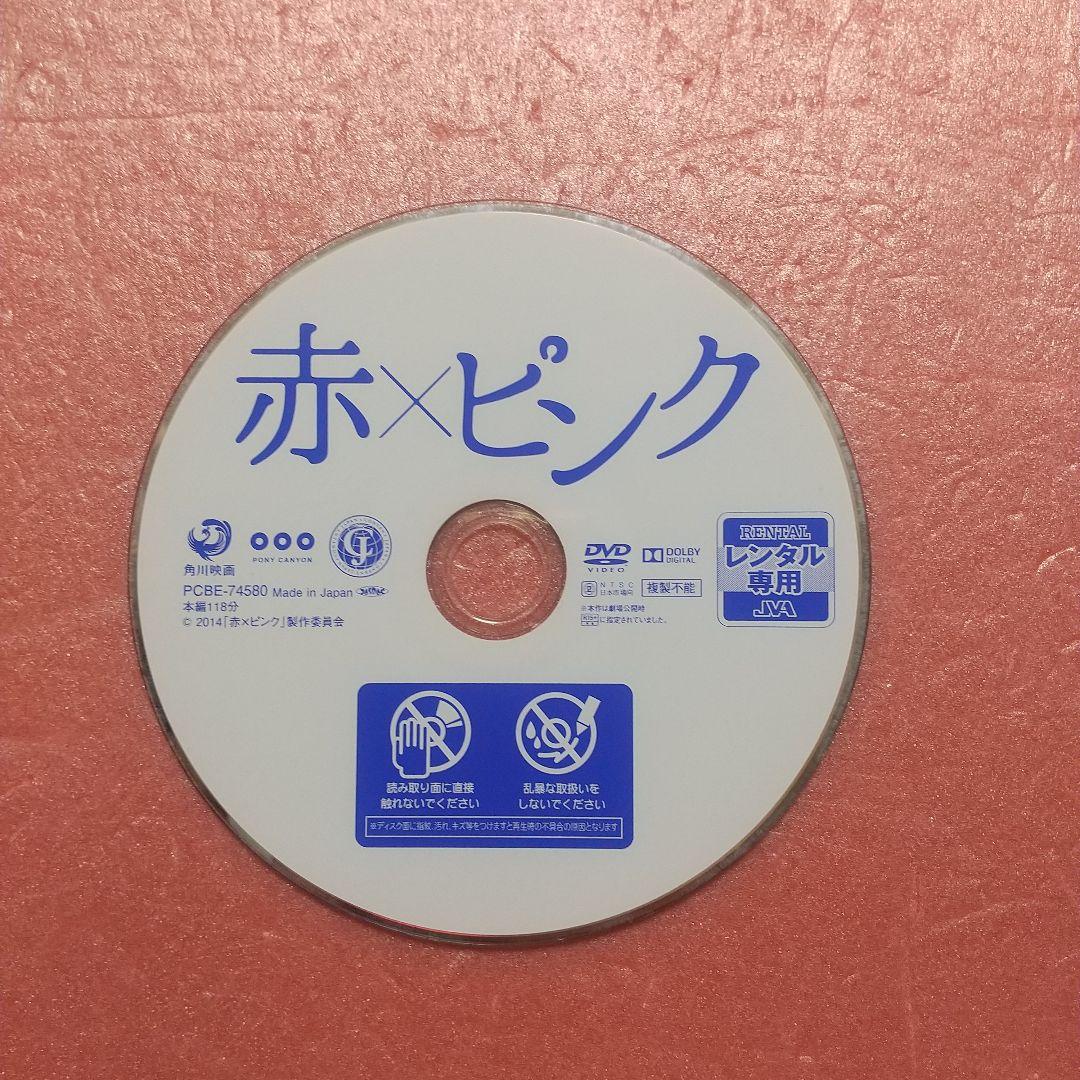 赤×ピンク
角川映画
PONY CANYON
PCBE-74580 Made in Japan
本編118分
© 2014「赤×ピンク」製作委員会
DVD
VIDEO
DOLBY
DIGITAL
2
NTSC
日本市場向
複製不能
※本作は劇場公開時
R15+
に指定されていました。
RENTAL
レンタル
専用
JVA
読み取り面に直接
触れないでください
乱暴な取扱いを
しないでください
※ディスク面に指紋、汚れ、キズ等をつけますと再生時の不具合の原因となります